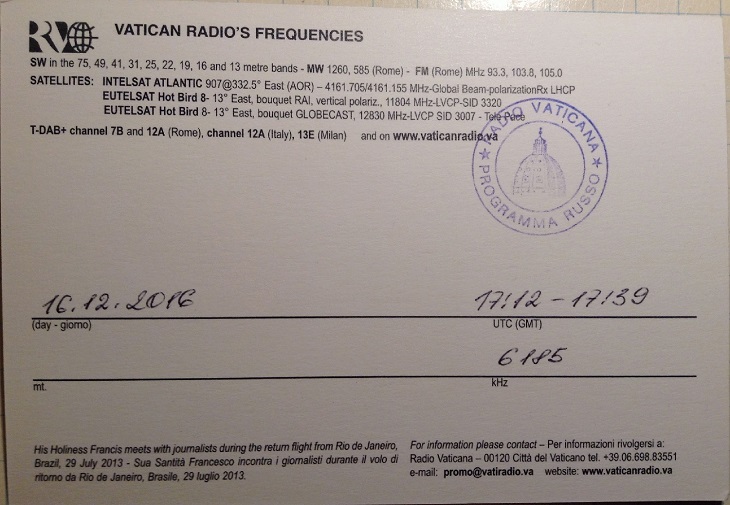 RV
VATICAN RADIO'S FREQUENCIES
SW in the 75, 49, 41, 31, 25, 22, 19, 16 and 13 metre bands - MW 1260, 585 (Rome) - FM (Rome) MHz 93.3, 103.8, 105.0
SATELLITES: INTELSAT ATLANTIC 907@332.5° East (AOR) – 4161.705/4161.155 MHz-Global Beam-polarizationRx LHCP
EUTELSAT Hot Bird 8- 13° East, bouquet RAI, vertical polariz., 11804 MHz-LVCP-SID 3320
EUTELSAT Hot Bird 8- 13° East, bouquet GLOBECAST, 12830 MHz-LVCP SID 3007 - Tele Pace
T-DAB+ channel 7B and 12A (Rome), channel 12A (Italy), 13E (Milan) and on www.vaticanradio.va
RADIO VATICANA
PROGRAMMA RUSSO
16.12.2016 17:12 – 17:39
(day - giorno) UTC (GMT)
6185
mt. kHz
His Holiness Francis meets with journalists during the return flight from Rio de Janeiro,
Brazil, 29 July 2013 - Sua Santità Francesco incontra i giornalisti durante il volo di
ritorno da Rio de Janeiro, Brasile, 29 luglio 2013.
For information please contact – Per informazioni rivolgersi a:
Radio Vaticana – 00120 Città del Vaticano tel. +39.06.698.83551
e-mail: promo@vatiradio.va website: www.vaticanradio.va